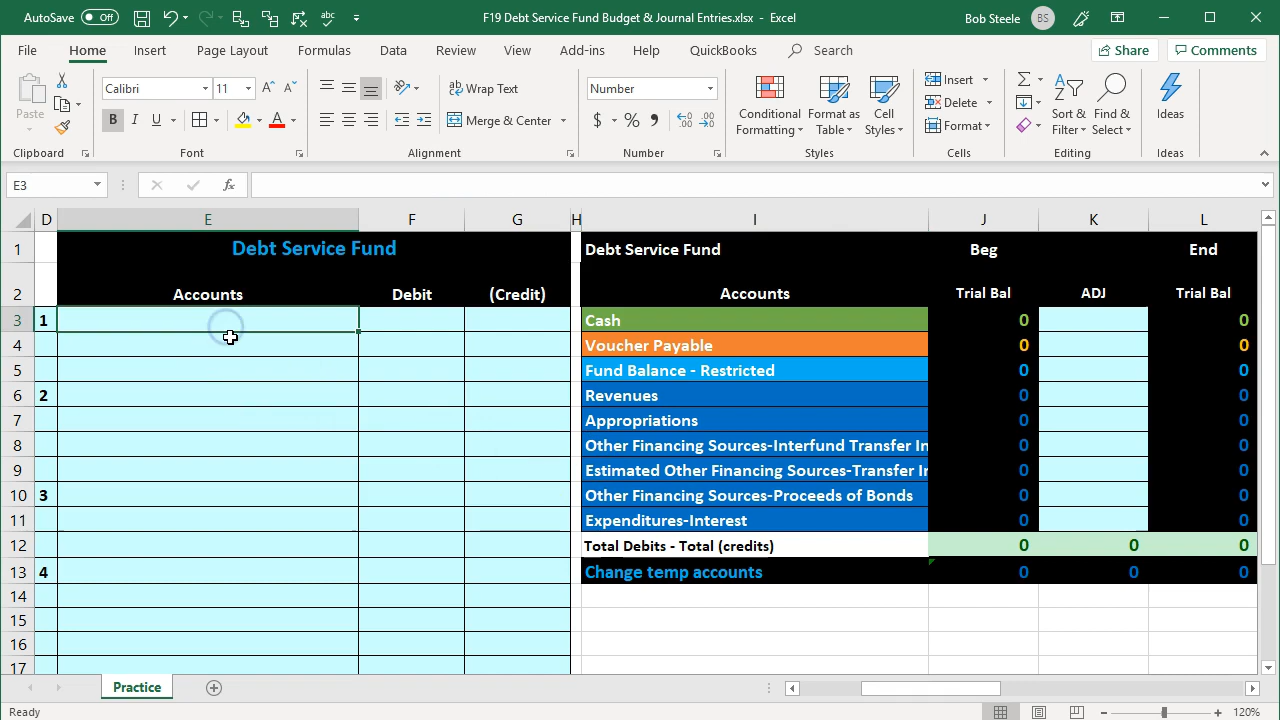 AutoSave Off
F19 Debt Service Fund Budget & Journal Entries.xlsx - Excel
Bob Steele BS
File Home Insert Page Layout Formulas Data Review View Add-ins Help QuickBooks Search Share Comments
Paste
Clipboard
Calibri 11
B I U A
Font
ab Wrap Text
Merge & Center
Alignment
Number
$ % ,
Number
Conditional Formatting
Format as Table
Cell Styles
Styles
Insert
Delete
Format
Cells
Sort & Filter
Find & Select
Editing
Ideas
Ideas
E3 fx
D E F G H I J K L
1 Debt Service Fund Debt Service Fund Beg End
2 Accounts Debit (Credit) Accounts Trial Bal ADJ Trial Bal
3 1 Cash 0 0
4 Voucher Payable 0 0
5 Fund Balance - Restricted 0 0
6 2 Revenues 0 0
7 Appropriations 0 0
8 Other Financing Sources-Interfund Transfer In 0 0
9 Estimated Other Financing Sources-Transfer In 0 0
10 3 Other Financing Sources-Proceeds of Bonds 0 0
11 Expenditures-Interest 0 0
12 Total Debits - Total (credits) 0 0 0
13 4 Change temp accounts 0 0 0
14
15
16
17
Practice
Ready
120%